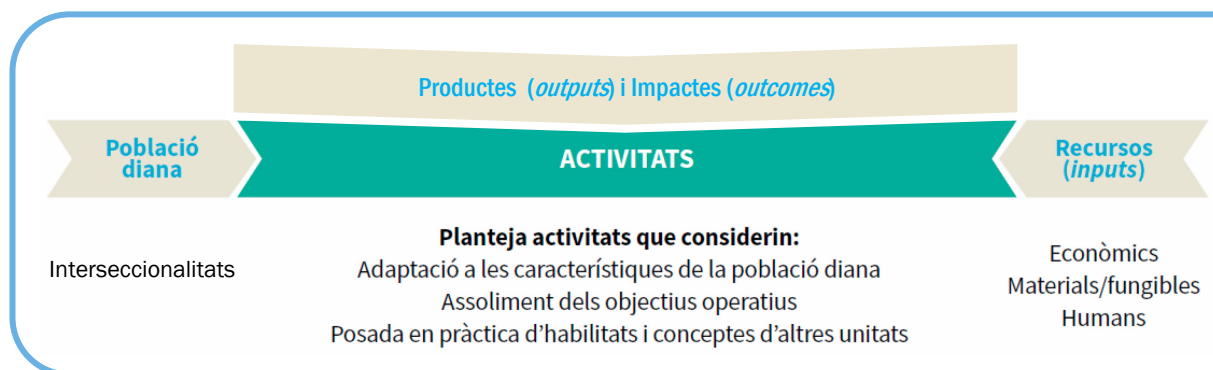 Productes (outputs) i Impactes (outcomes)
Població
diana
ACTIVITATS
Recursos
(inputs)
Interseccionalitats
Planteja activitats que considerin:
Adaptació a les característiques de la població diana
Assoliment dels objectius operatius
Posada en pràctica d'habilitats i conceptes d'altres unitats
Econòmics
Materials/fungibles
Humans